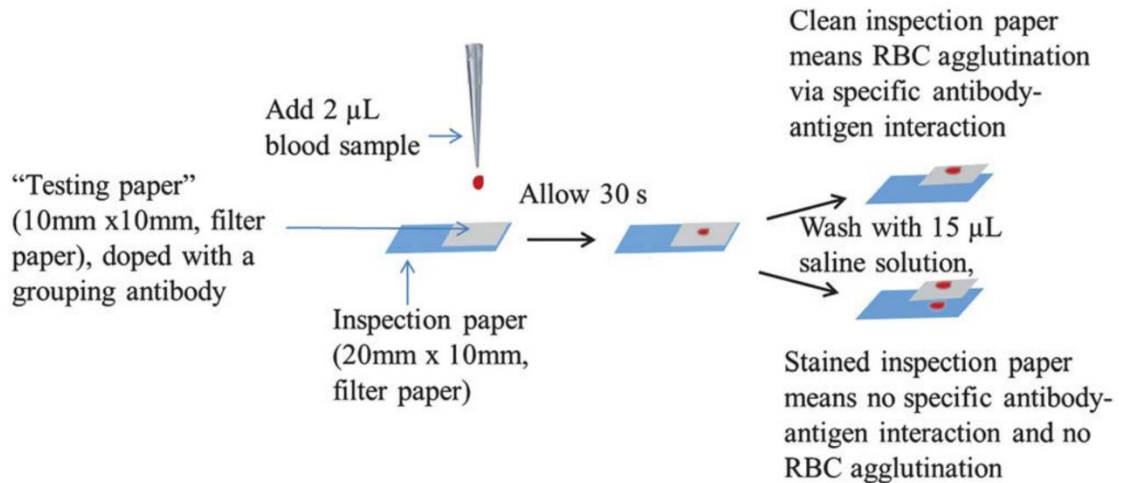 Clean inspection paper
means RBC agglutination
via specific antibody-
antigen interaction
Add 2 µL
blood sample
"Testing paper"
(10mm x10mm, filter
paper), doped with a
grouping antibody
Allow 30 s
Wash with 15 µL
saline solution,
Inspection paper
(20mm x 10mm,
filter paper)
Stained inspection paper
means no specific antibody-
antigen interaction and no
RBC agglutination